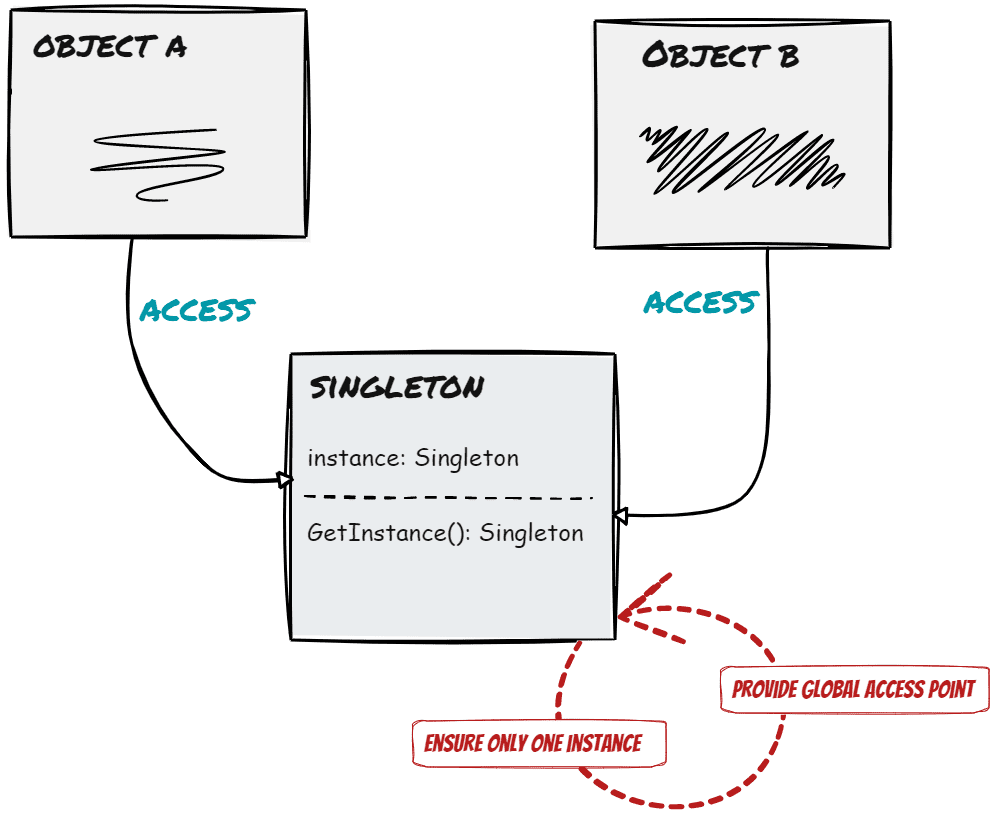 OBJECT A
OBJECT B
ACCESS
ACCESS
SINGLETON
instance: Singleton
GetInstance(): Singleton
PROVIDE GLOBAL ACCESS POINT
ENSURE ONLY ONE INSTANCE